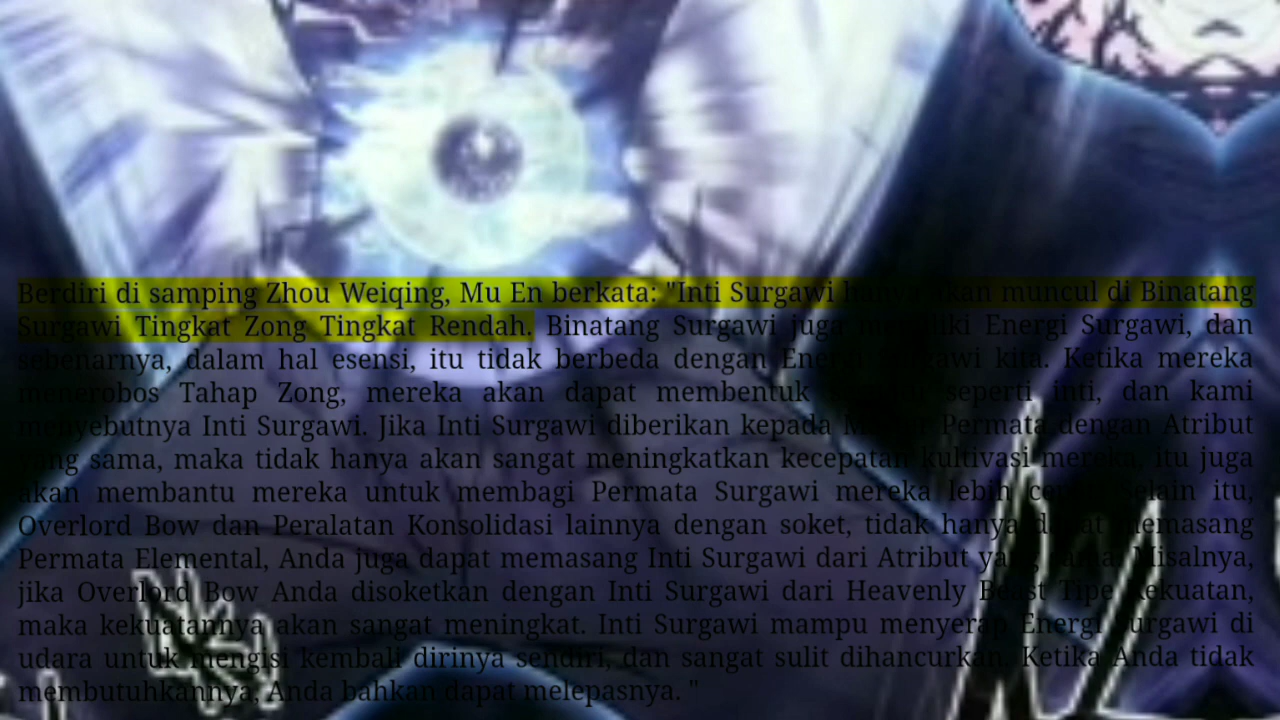 Berdiri di samping Zhou Weiqing, Mu En berkata: "Inti Surgawi hanya akan muncul di Binatang
Surgawi Tingkat Zong Tingkat Rendah. Binatang Surgawi juga memiliki Energi Surgawi, dan
sebenarnya, dalam hal esensi, itu tidak berbeda dengan Energi Surgawi kita. Ketika mereka
menerobos Tahap Zong, mereka akan dapat membentuk seperti inti, dan kami
menyebutnya Inti Surgawi. Jika Inti Surgawi diberikan kepada Master Permata dengan Atribut
yang sama, maka tidak hanya akan sangat meningkatkan kecepatan kultivasi mereka, itu juga
akan membantu mereka untuk membagi Permata Surgawi mereka lebih cepat. selain itu,
Overlord Bow dan Peralatan Konsolidasi lainnya dengan soket, tidak hanya dapat memasang
Permata Elemental, Anda juga dapat memasang Inti Surgawi dari Atribut yang sama. Misalnya,
jika Overlord Bow Anda disoketkan dengan Inti Surgawi dari Heavenly Beast Tipe Kekuatan,
maka kekuatannya akan sangat meningkat. Inti Surgawi mampu menyerap Energi Surgawi di
udara untuk mengisi kembali dirinya sendiri, dan sangat sulit dihancurkan. Ketika Anda tidak
membutuhkannya, Anda bahkan dapat melepasnya. "